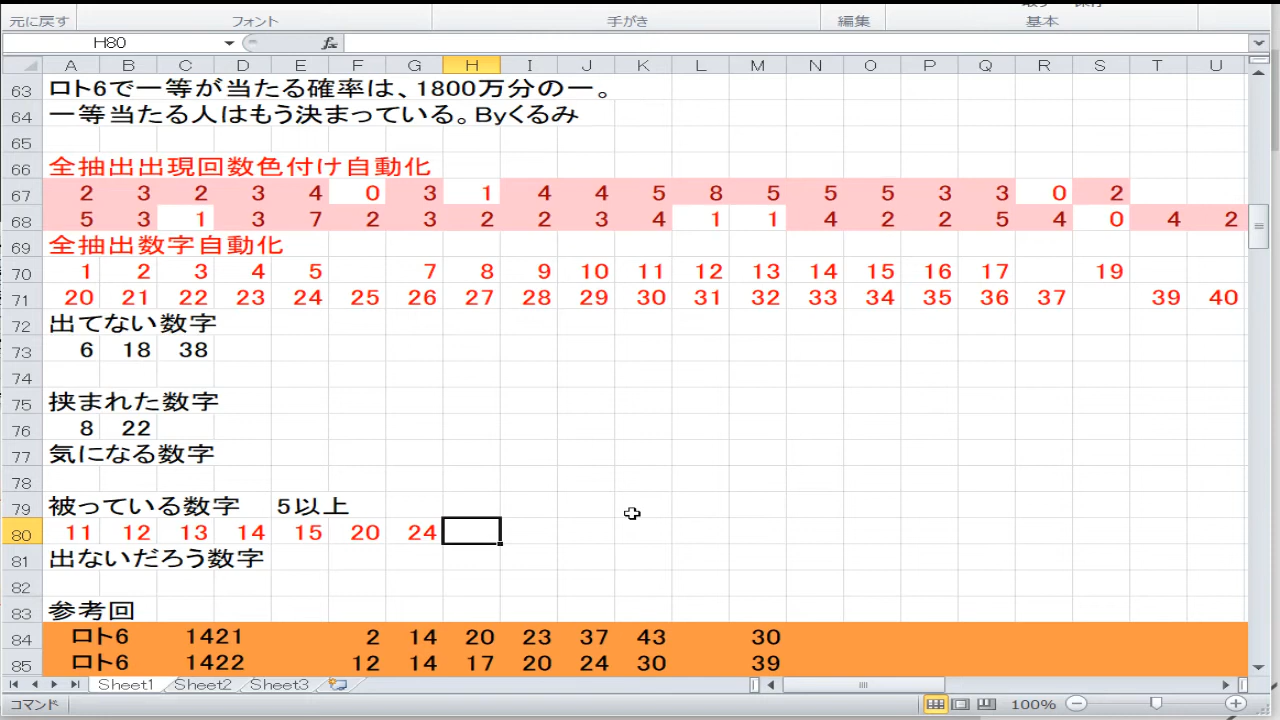 元に戻す フォント 手がき 編集 基本
H80 fx
A B C D E F G H I J K L M N O P Q R S T U
63 ロト6で一等が当たる確率は、1800万分の一。
64 一等当たる人はもう決まっている。Byくるみ
65
66 全抽出出現回数色付け自動化
67 2 3 2 3 4 0 3 1 4 4 5 8 5 5 5 3 3 0 2
68 5 3 1 3 7 2 3 2 2 3 4 1 1 4 2 2 5 4 0 4 2
69 全抽出数字自動化
70 1 2 3 4 5 7 8 9 10 11 12 13 14 15 16 17 19
71 20 21 22 23 24 25 26 27 28 29 30 31 32 33 34 35 36 37 39 40
72 出てない数字
73 6 18 38
74
75 挟まれた数字
76 8 22
77 気になる数字
78
79 被っている数字 5以上
80 11 12 13 14 15 20 24
81 出ないだろう数字
82
83 参考回
84 ロト6 1421 2 14 20 23 37 43 30
85 ロト6 1422 12 14 17 20 24 30 39
Sheet1 Sheet2 Sheet3
コマンド 100%